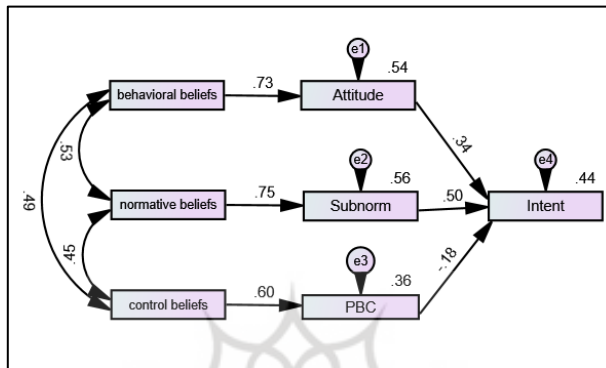 e1
.54
behavioral beliefs
.73
Attitude
.53
.34
e2
.56
e4
.44
normative beliefs
.75
Subnorm
.50
Intent
.49
.45
e3
.36
-.18
control beliefs
.60
PBC